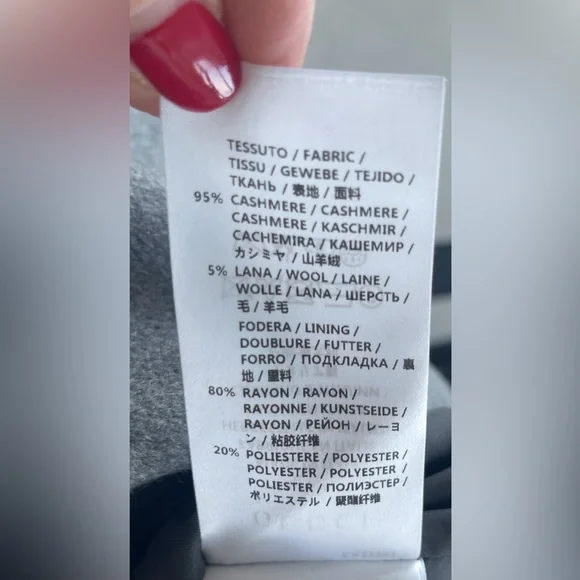 TESSUTO / FABRIC /
TISSU / GEWEBE / TEJIDO /
ТКАНЬ / 表地 / 面料
95% CASHMERE / CASHMERE /
CASHMERE / KASCHMIR /
CACHEMIRA / КАШЕМИР /
カシミヤ / 山羊绒
5% LANA / WOOL / LAINE /
WOLLE / LANA / ШЕРСТЬ /
毛 / 羊毛
FODERA / LINING /
DOUBLURE / FUTTER /
FORRO / ПОДКЛАДКА / 裏
地 / 里料
80% RAYON / RAYON /
RAYONNE / KUNSTSEIDE /
RAYON / РЕЙОН / レーヨ
ン / 粘胶纤维
20% POLIESTERE / POLYESTER /
POLYESTER / POLYESTER /
POLIESTER / ПОЛИЭСТЕР /
ポリエステル / 聚酯纤维